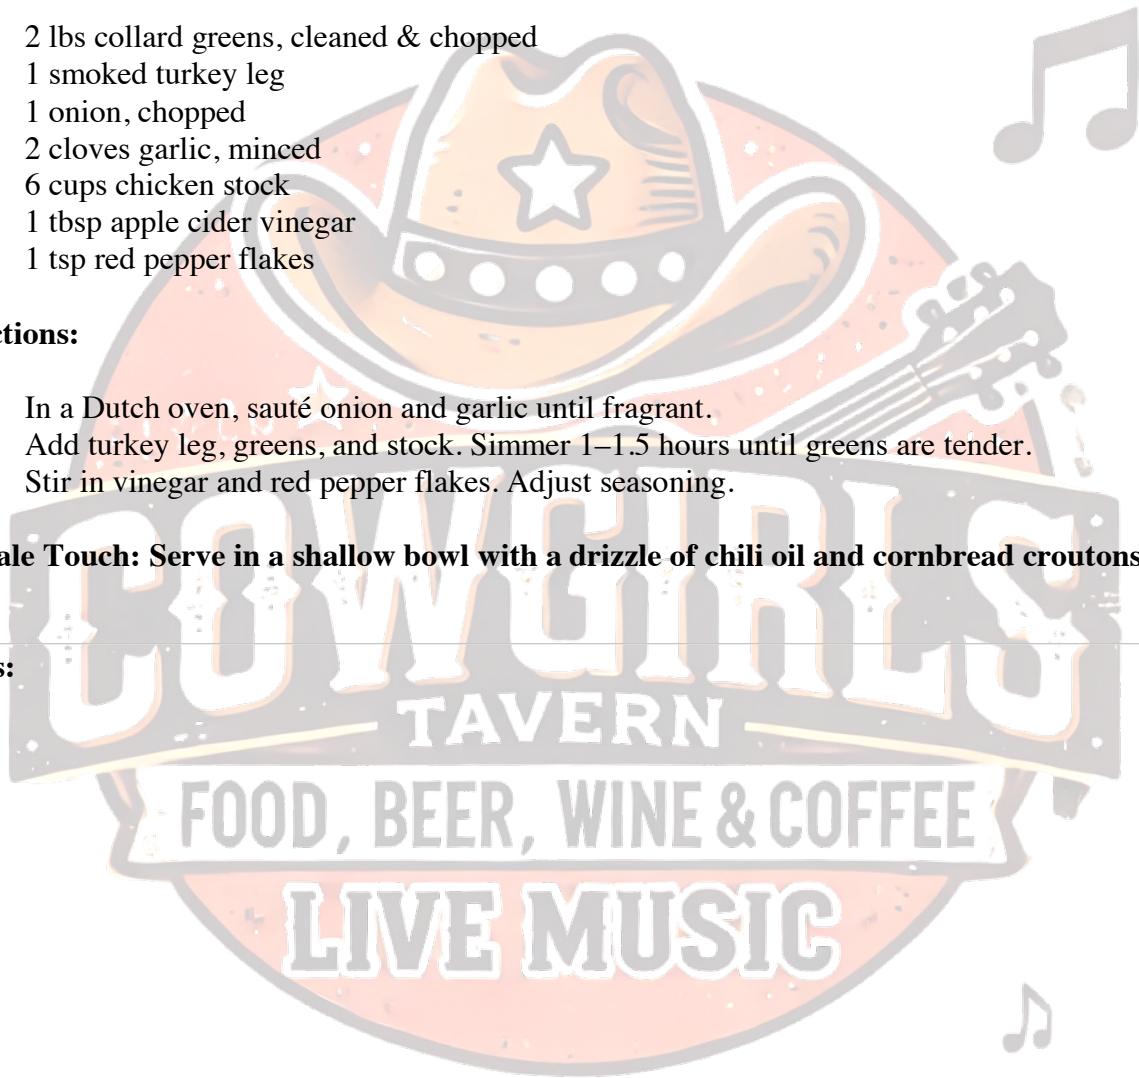 2 lbs collard greens, cleaned & chopped
1 smoked turkey leg
1 onion, chopped
2 cloves garlic, minced
6 cups chicken stock
1 tbsp apple cider vinegar
1 tsp red pepper flakes
ctions:
In a Dutch oven, sauté onion and garlic until fragrant.
Add turkey leg, greens, and stock. Simmer 1–1.5 hours until greens are tender.
Stir in vinegar and red pepper flakes. Adjust seasoning.
ale Touch: Serve in a shallow bowl with a drizzle of chili oil and cornbread croutons
s:
COWGIRLS
TAVERN
FOOD, BEER, WINE & COFFEE
LIVE MUSIC